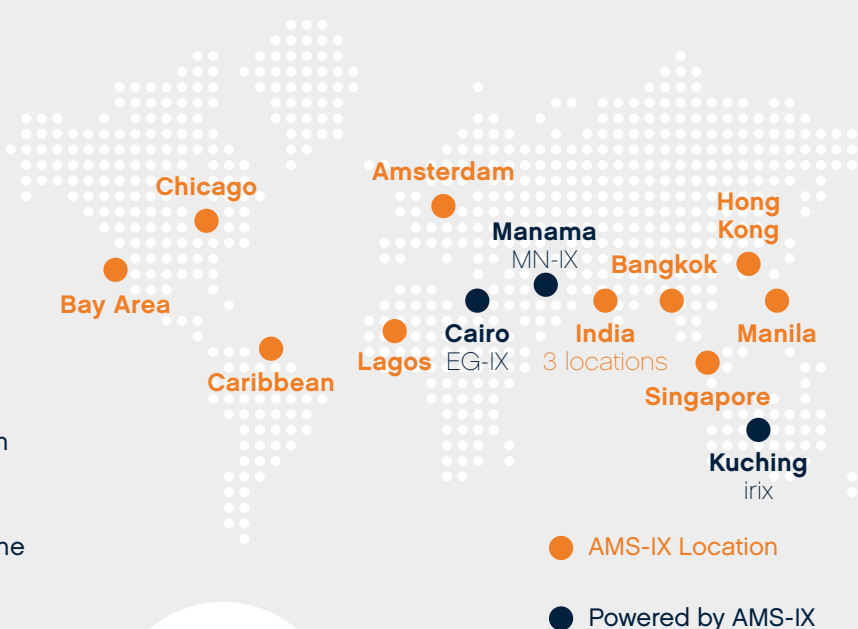 Chicago
Amsterdam
Hong
Kong
Manama
MN-IX
Bangkok
Bay Area
Cairo
EG-IX
India
3 locations
Manila
Lagos
Caribbean
Singapore
Kuching
irix
AMS-IX Location
Powered by AMS-IX